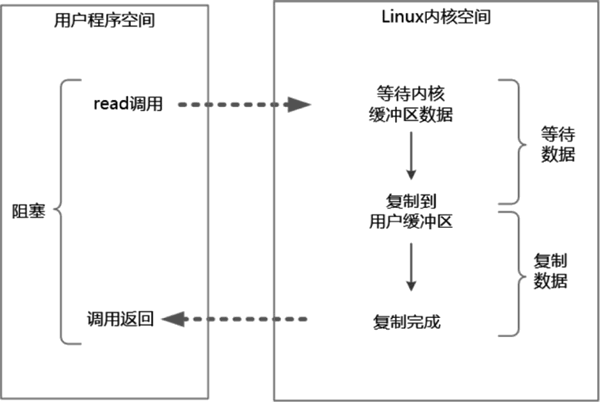 用户程序空间
Linux内核空间
read调用
等待内核
缓冲区数据
等待
数据
阻塞
复制到
用户缓冲区
复制
数据
调用返回
复制完成